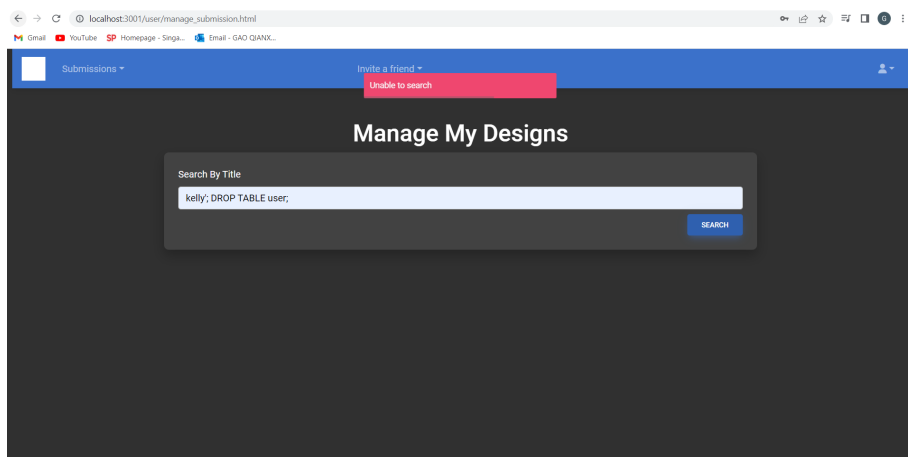 localhost:3001/user/manage_submission.html
G
Gmail YouTube SP Homepage - Singa... Email - GAO QIANX...
Submissions Invite a friend
Unable to search
Manage My Designs
Search By Title
kelly'; DROP TABLE user;
SEARCH